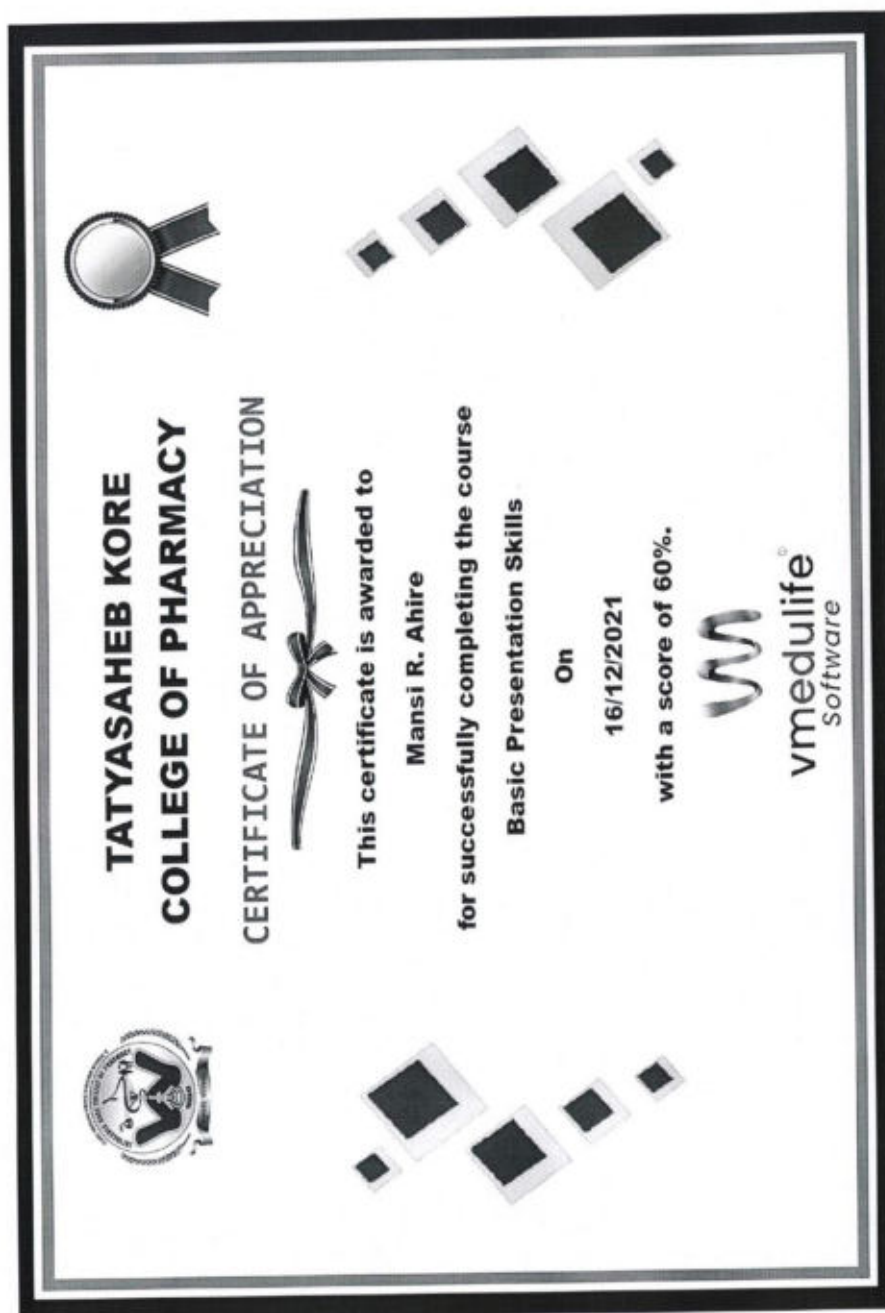 TATYASAHEB KORE
COLLEGE OF PHARMACY
CERTIFICATE OF APPRECIATION
This certificate is awarded to
Mansi R. Ahire
for successfully completing the course
Basic Presentation Skills
On
16/12/2021
with a score of 60%.
vmedulife®
Software